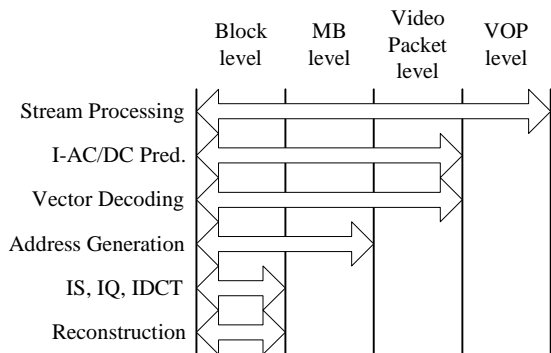 Block level
MB level
Video Packet level
VOP level
Stream Processing
I-AC/DC Pred.
Vector Decoding
Address Generation
IS, IQ, IDCT
Reconstruction